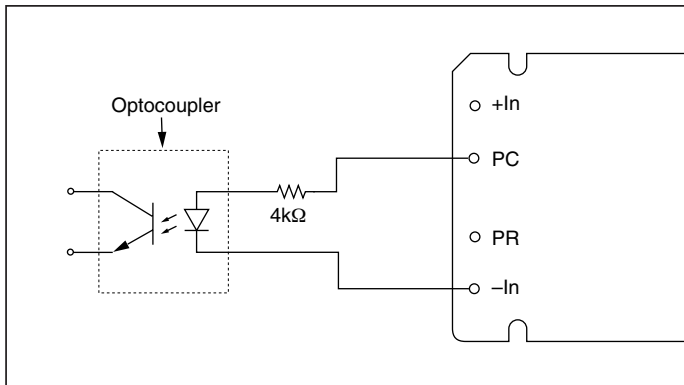 Optocoupler
+In
PC
4kΩ
PR
–In